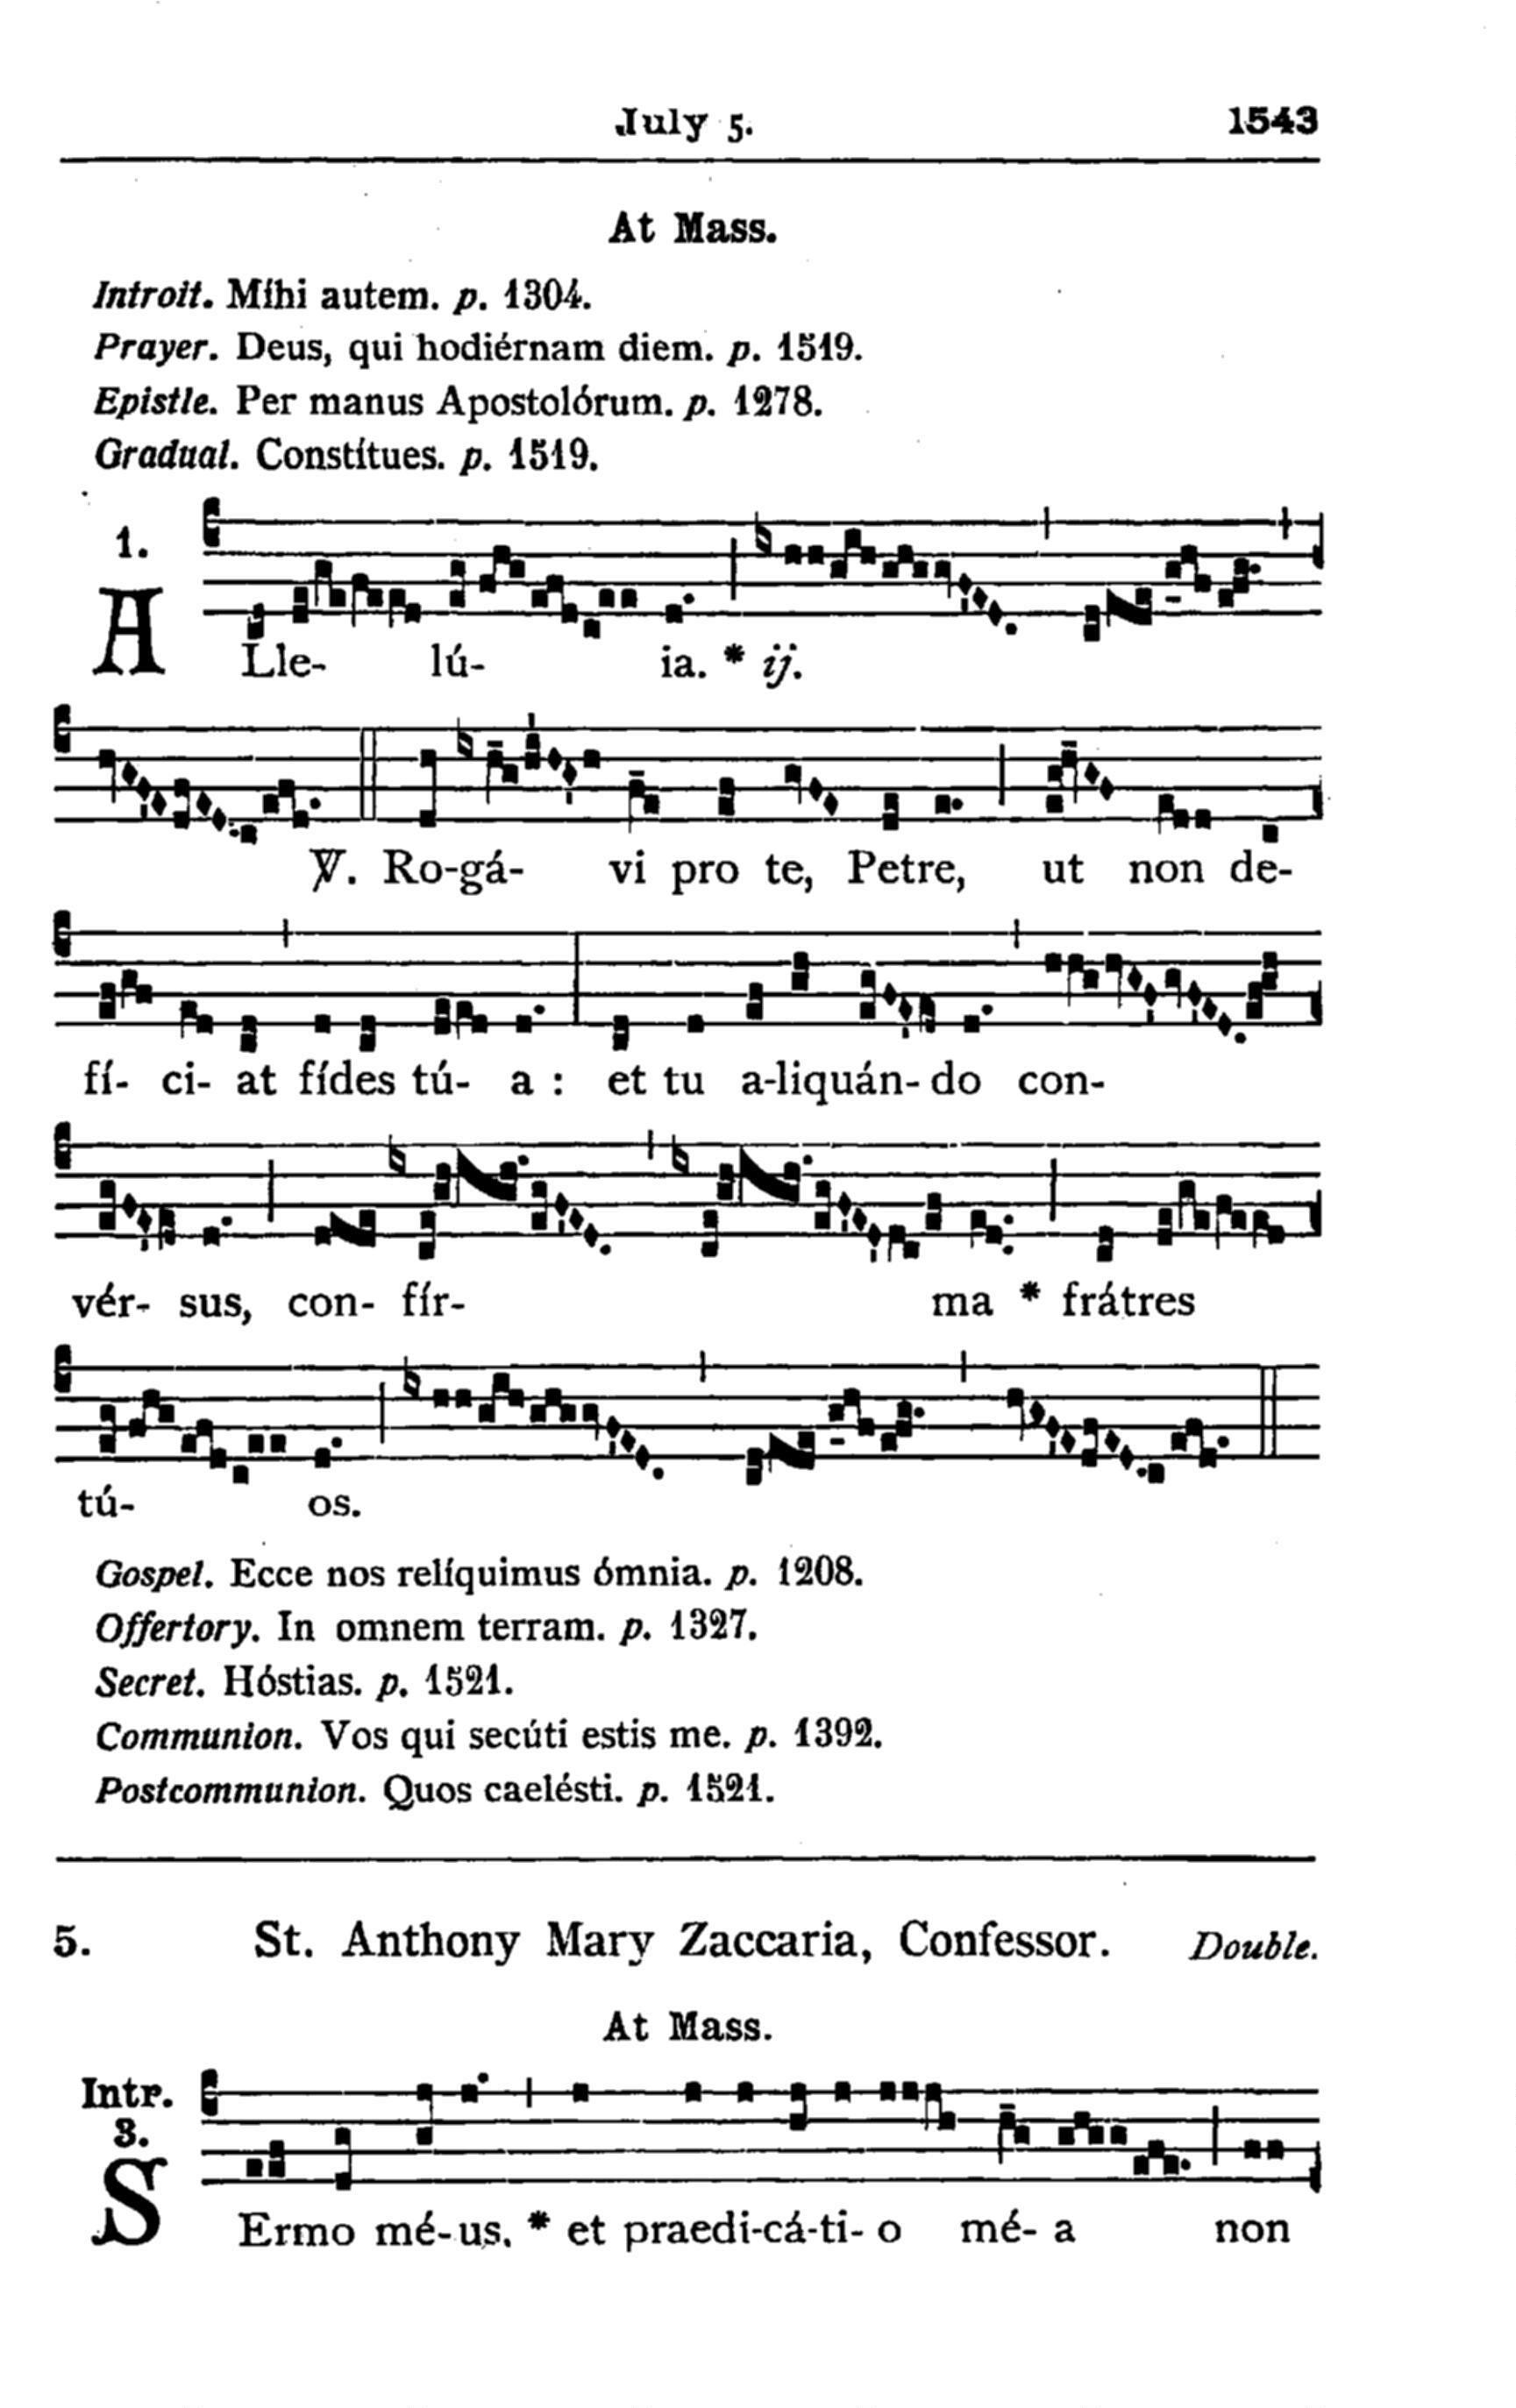 July 5. 1543
At Mass.
Introit. Míhi autem. p. 1304.
Prayer. Deus, qui hodiérnam diem. p. 1519.
Epistle. Per manus Apostolórum. p. 1278.
Gradual. Constítues. p. 1519.
1.
ALle- lú- ia. * ij.
℣. Ro-gá- vi pro te, Petre, ut non de-
fí- ci- at fídes tú- a : et tu a-liquán- do con-
vér- sus, con- fír- ma * frátres
tú- os.
Gospel. Ecce nos relíquimus ómnia. p. 1208.
Offertory. In omnem terram. p. 1327.
Secret. Hóstias. p. 1521.
Communion. Vos qui secúti estis me. p. 1392.
Postcommunion. Quos caelésti. p. 1521.
5. St. Anthony Mary Zaccaria, Confessor. Double.
At Mass.
Intr.
3.
SErmo mé-us, * et praedi-cá-ti- o mé- a non